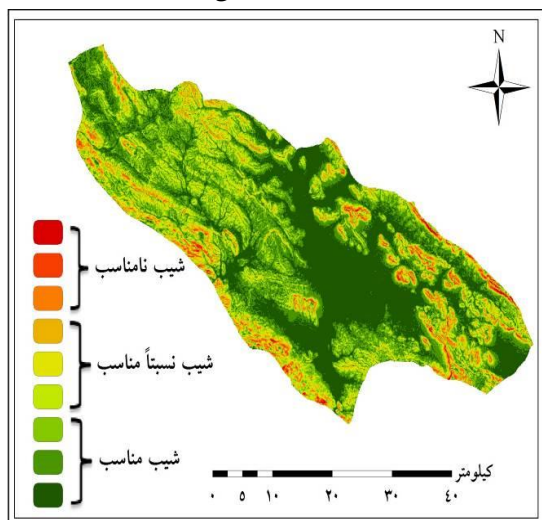 N
شیب نامناسب
شیب نسبتاً مناسب
شیب مناسب
کیلومتر
۰ ۵ ۱۰ ۲۰ ۳۰ ۴۰